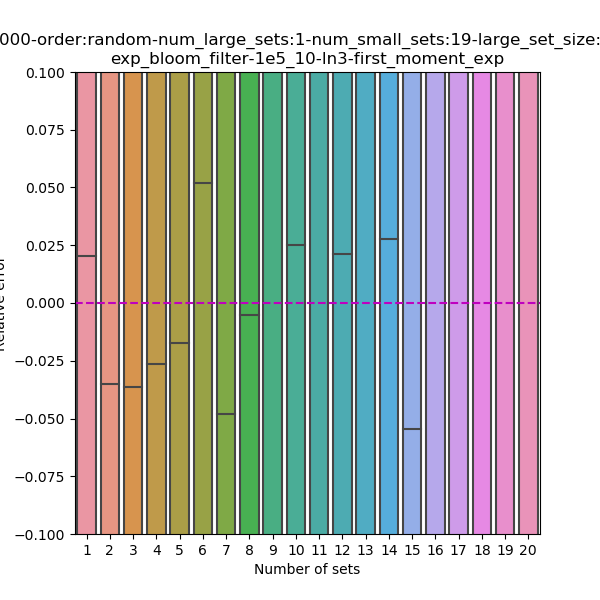 000-order:random-num_large_sets:1-num_small_sets:19-large_set_size:
exp_bloom_filter-1e5_10-ln3-first_moment_exp
0.100
0.075
0.050
0.025
0.000
−0.025
−0.050
−0.075
−0.100
Relative error
1 2 3 4 5 6 7 8 9 10 11 12 13 14 15 16 17 18 19 20
Number of sets